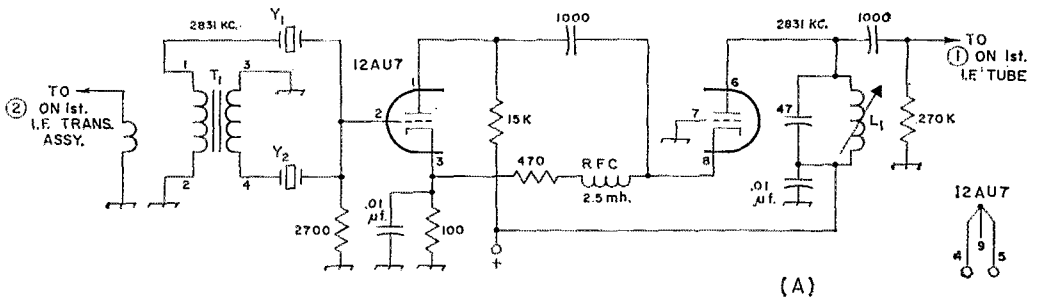 2831 KC.
Y1
1000
2831 KC.
1000
TO
① ON 1st.
I.F. TUBE
1
T1
3
12AU7
1
6
TO
② ON 1st.
I.F. TRANS.
ASSY.
2
15K
7
47
L1
270K
Y2
3
470
RFC
8
2
4
2.5mh.
.01
µf.
.01
µf.
12AU7
2700
100
+
4
9
5
(A)